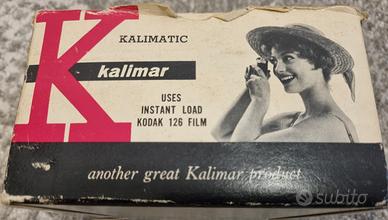 K
KALIMATIC
kalimar
USES
INSTANT LOAD
KODAK 126 FILM
another great Kalimar product
subito